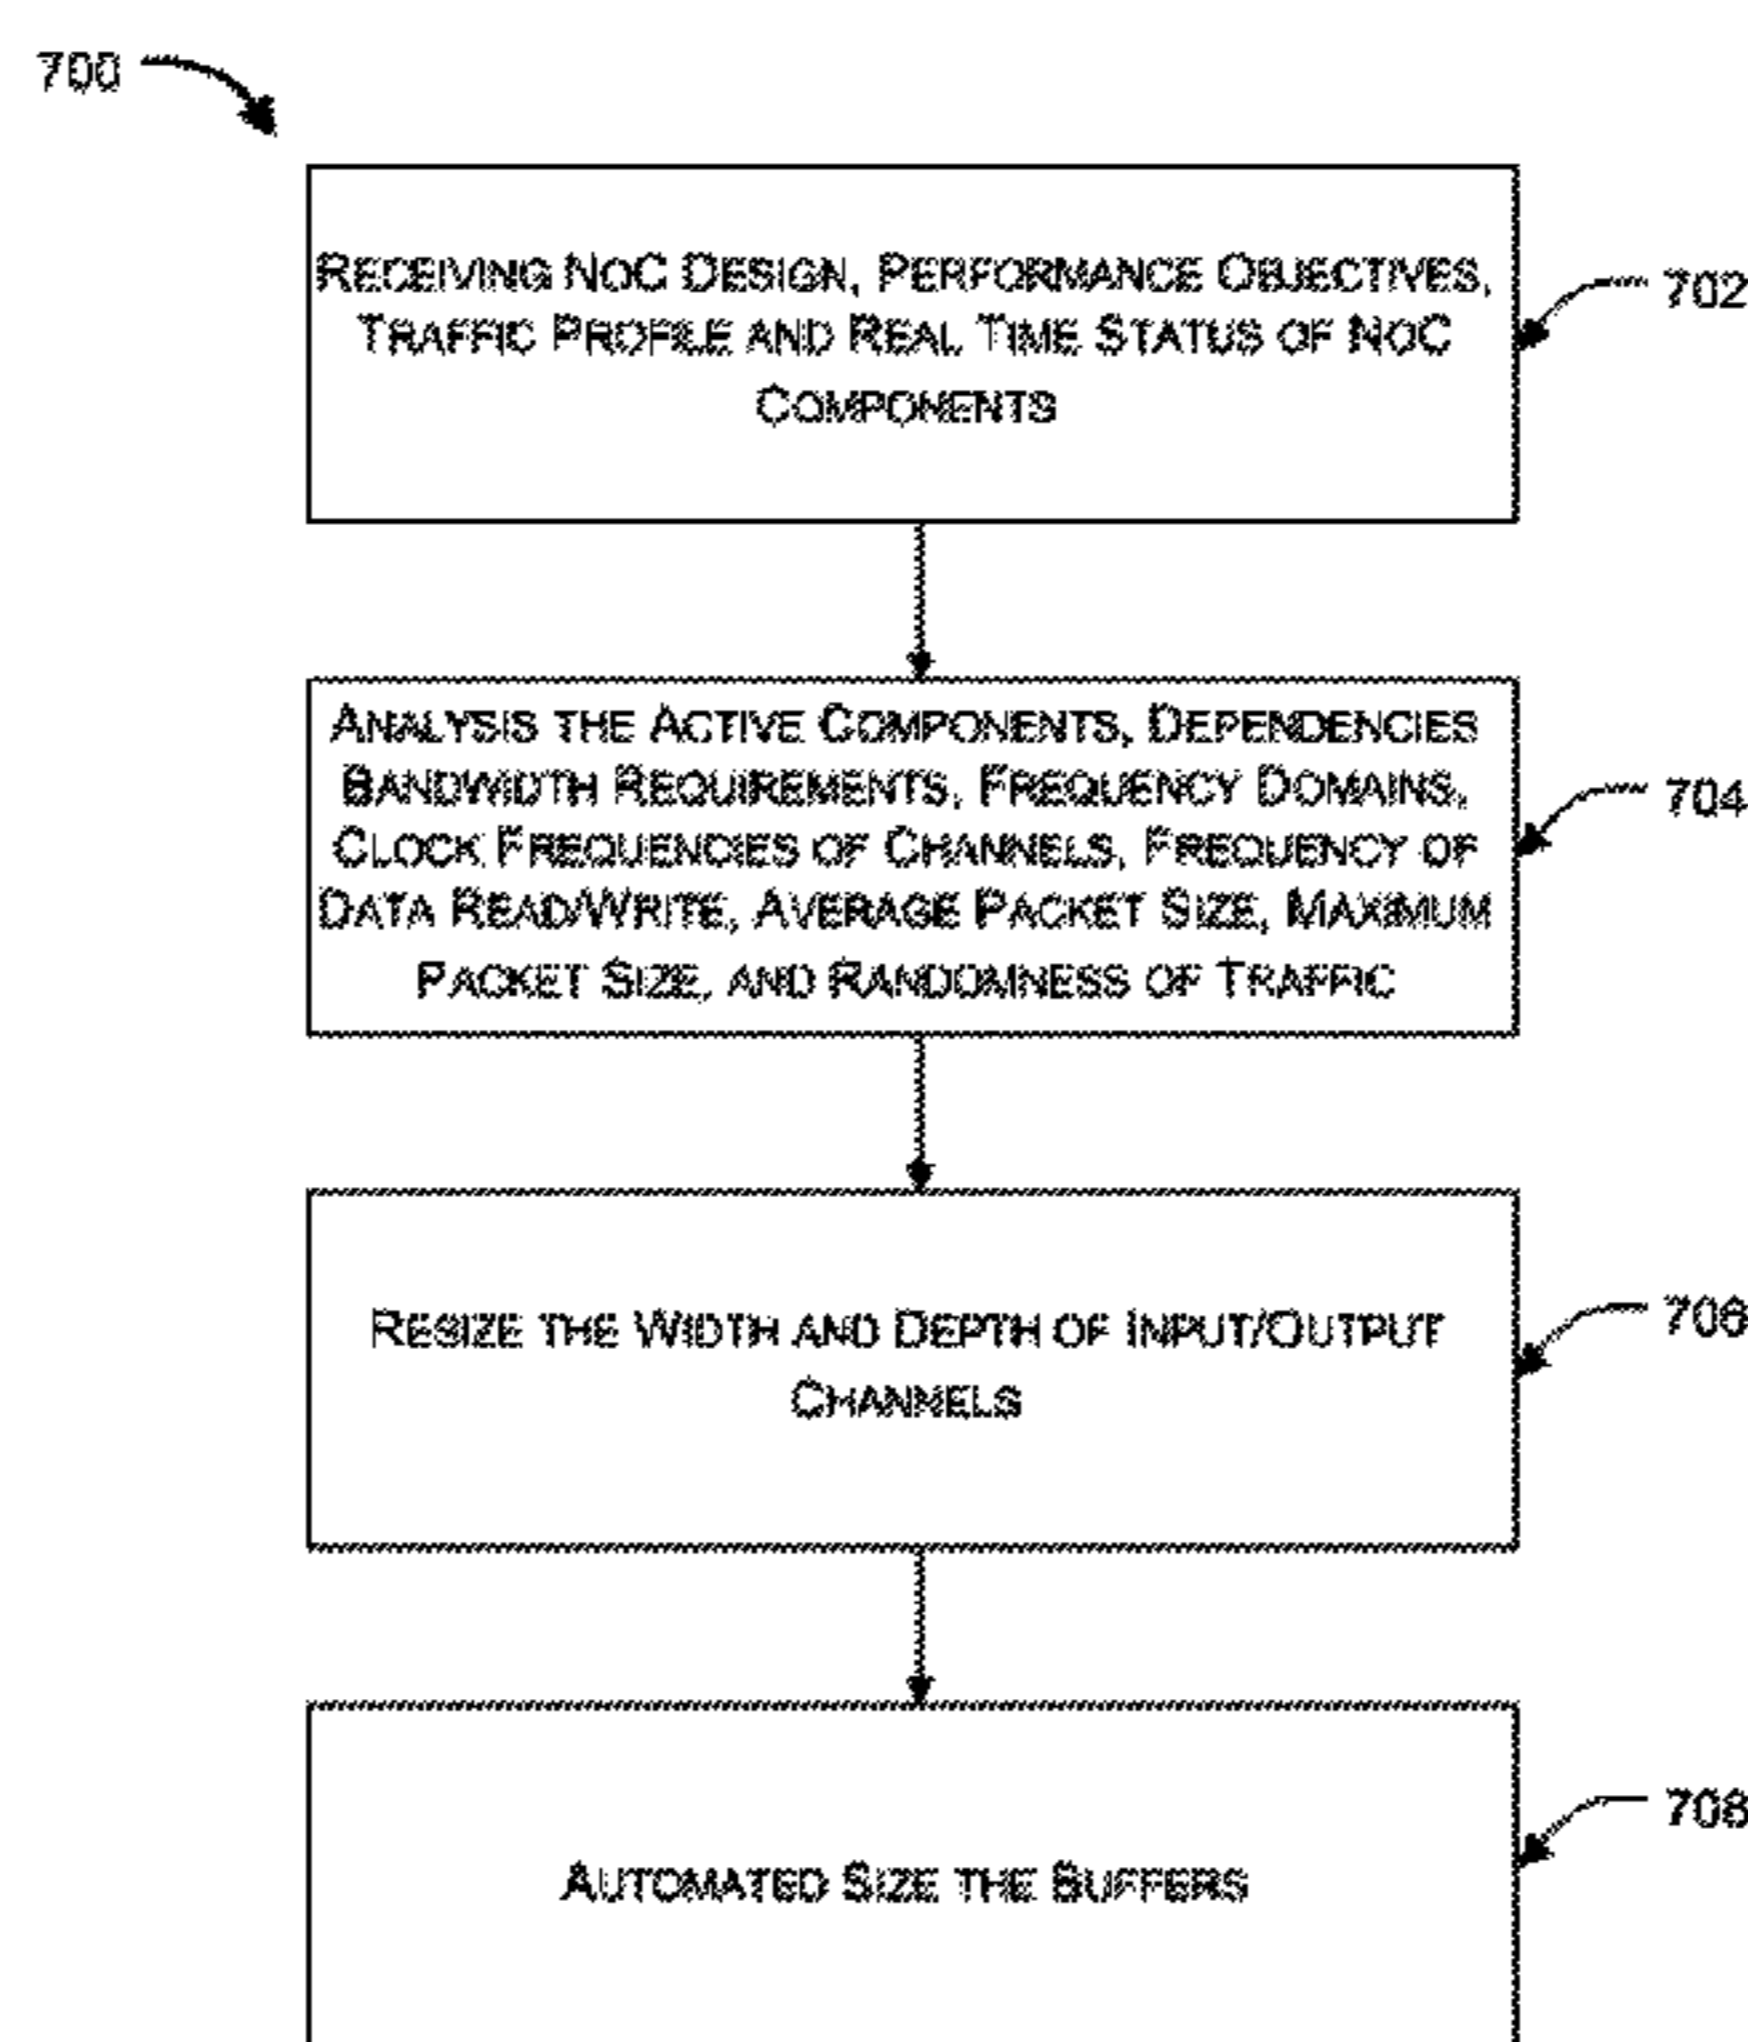 700
RECEIVING NOC DESIGN, PERFORMANCE OBJECTIVES,
TRAFFIC PROFILE AND REAL TIME STATUS OF NOC
COMPONENTS
702
ANALYSIS THE ACTIVE COMPONENTS, DEPENDENCIES
BANDWIDTH REQUIREMENTS, FREQUENCY DOMAINS,
CLOCK FREQUENCIES OF CHANNELS, FREQUENCY OF
DATA READ/WRITE, AVERAGE PACKET SIZE, MAXIMUM
PACKET SIZE, AND RANDOMNESS OF TRAFFIC
704
RESIZE THE WIDTH AND DEPTH OF INPUT/OUTPUT
CHANNELS
706
AUTOMATED SIZE THE BUFFERS
708